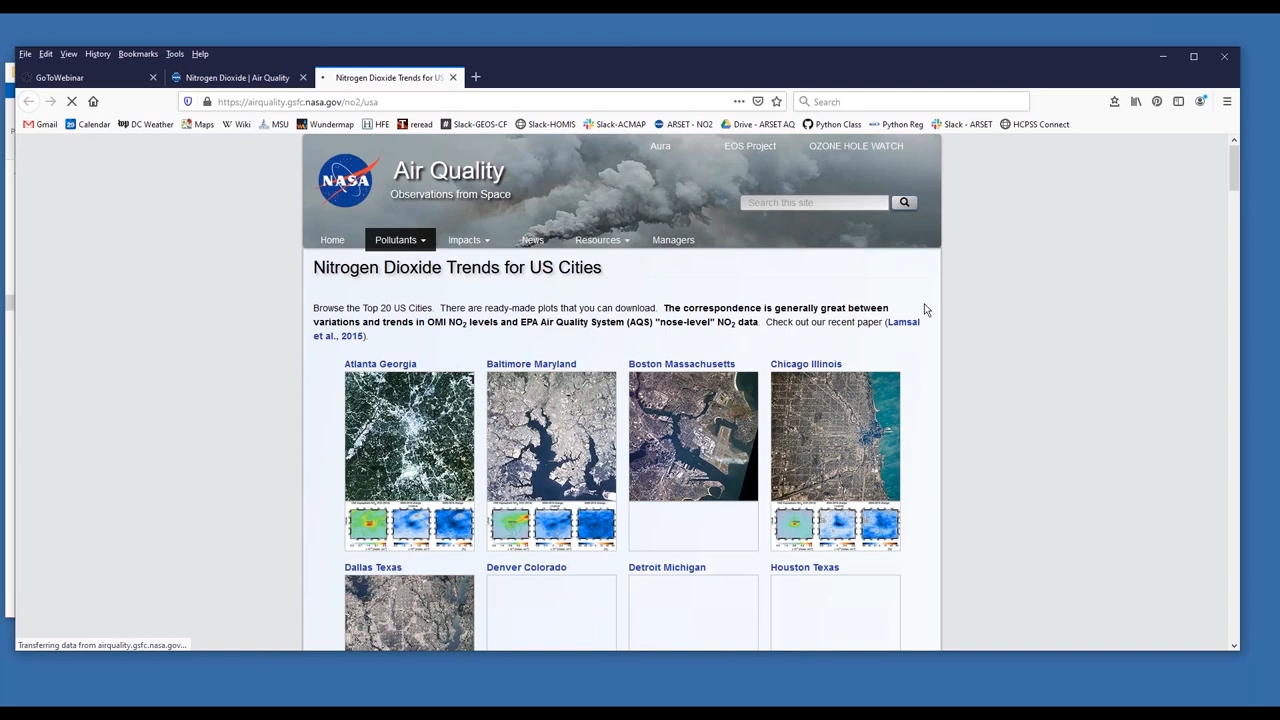 File Edit View History Bookmarks Tools Help
GoToWebinar
Nitrogen Dioxide | Air Quality
Nitrogen Dioxide Trends for US
https://airquality.gsfc.nasa.gov/no2/usa
Search
Gmail Calendar DC Weather Maps Wiki MSU Wundermap HFE reread Slack-GEOS-CF Slack-HOMIS Slack-ACMAP ARSET - NO2 Drive - ARSET AQ Python Class Python Reg Slack - ARSET HCPSS Connect
Aura EOS Project OZONE HOLE WATCH
NASA
Air Quality
Observations from Space
Search this site
Home Pollutants Impacts News Resources Managers
Nitrogen Dioxide Trends for US Cities
Browse the Top 20 US Cities. There are ready-made plots that you can download. The correspondence is generally great between
variations and trends in OMI NO2 levels and EPA Air Quality System (AQS) "nose-level" NO2 data. Check out our recent paper (Lamsal
et al., 2015).
Atlanta Georgia Baltimore Maryland Boston Massachusetts Chicago Illinois
Dallas Texas Denver Colorado Detroit Michigan Houston Texas
Transferring data from airquality.gsfc.nasa.gov...